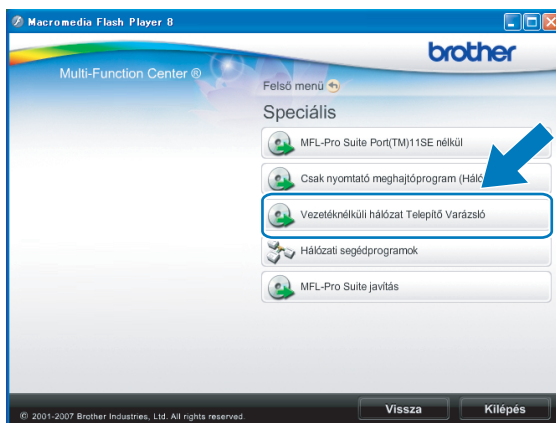 Macromedia Flash Player 8
brother
Multi-Function Center ®
Felső menü
Speciális
MFL-Pro Suite Port(TM)11SE nélkül
Csak nyomtató meghajtóprogram
Vezetéknélküli hálózat Telepítő Varázsló
Hálózati segédprogramok
MFL-Pro Suite javítás
© 2001-2007 Brother Industries, Ltd. All rights reserved.
Vissza
Kilépés